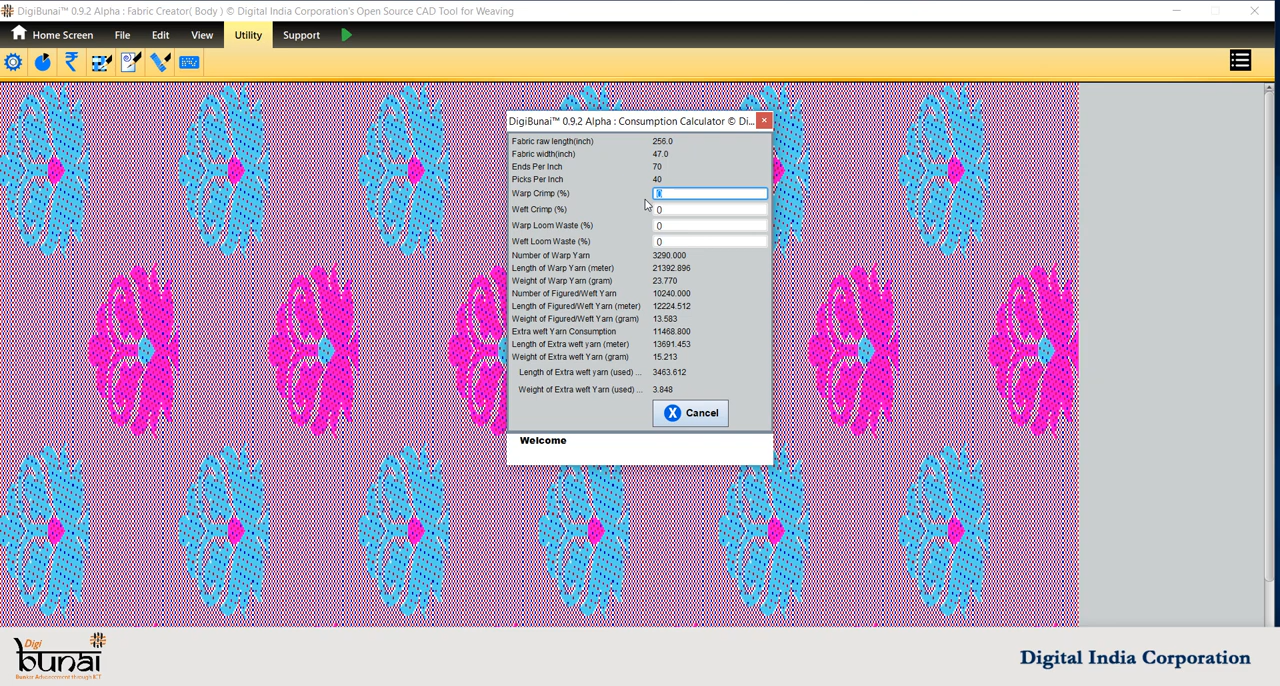 DigiBunai™ 0.9.2 Alpha : Fabric Creator( Body ) © Digital India Corporation's Open Source CAD Tool for Weaving
Home Screen File Edit View Utility Support
DigiBunai™ 0.9.2 Alpha : Consumption Calculator © Di...
Fabric raw length(inch) 256.0
Fabric width(inch) 47.0
Ends Per Inch 70
Picks Per Inch 40
Warp Crimp (%) 0
Weft Crimp (%) 0
Warp Loom Waste (%) 0
Weft Loom Waste (%) 0
Number of Warp Yarn 3290.000
Length of Warp Yarn (meter) 21392.896
Weight of Warp Yarn (gram) 23.770
Number of Figured/Weft Yarn 10240.000
Length of Figured/Weft Yarn (meter) 12224.512
Weight of Figured/Weft Yarn (gram) 13.583
Extra weft Yarn Consumption 11468.800
Length of Extra weft yarn (meter) 13691.453
Weight of Extra weft Yarn (gram) 15.213
Length of Extra weft yarn (used) ... 3463.612
Weight of Extra weft Yarn (used) ... 3.848
X Cancel
Welcome
Digi
bunai
Bunkar Advancement through ICT
Digital India Corporation